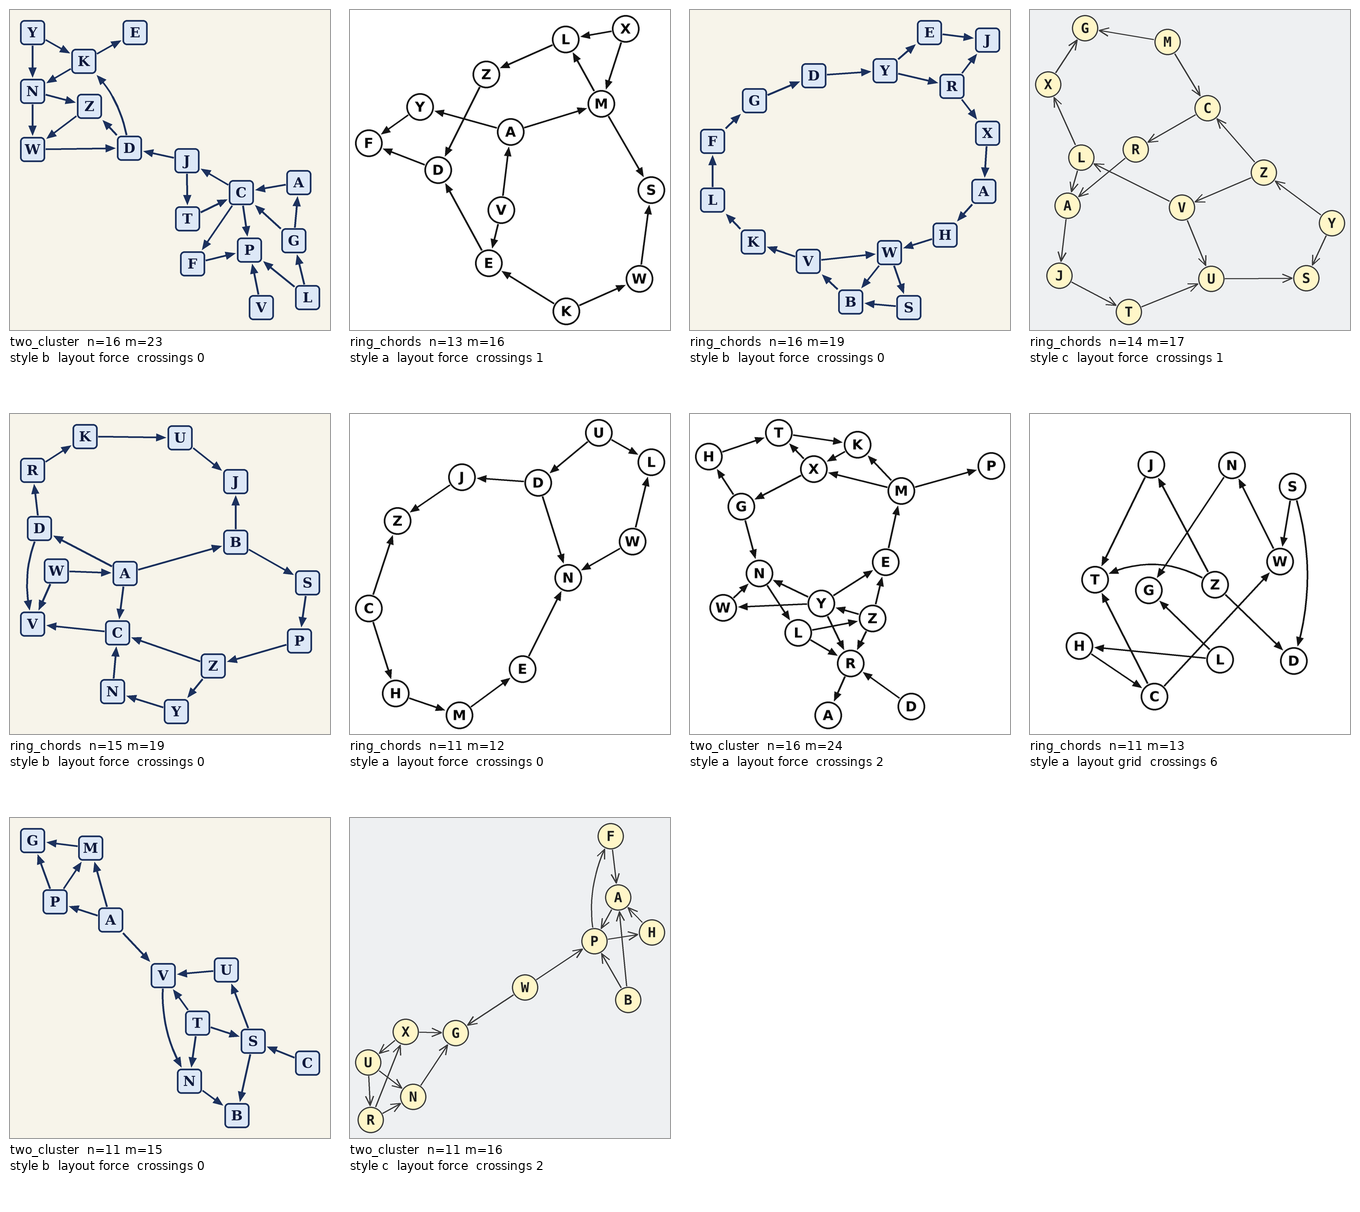 Y
E
K
N
Z
W
D
J
C
A
T
G
F
P
V
L
two_cluster n=16 m=23
style b layout force crossings 0
X
L
Z
Y
M
A
F
D
S
V
E
W
K
ring_chords n=13 m=16
style a layout force crossings 1
E
J
Y
D
R
G
X
F
A
L
H
K
W
V
B
S
ring_chords n=16 m=19
style b layout force crossings 0
G
M
X
C
R
L
Z
A
V
Y
J
U
S
T
ring_chords n=14 m=17
style c layout force crossings 1
K
U
R
J
D
B
W
A
S
V
C
P
Z
N
Y
ring_chords n=15 m=19
style b layout force crossings 0
U
L
J
D
Z
W
N
C
E
H
M
ring_chords n=11 m=12
style a layout force crossings 0
T
K
H
X
P
M
G
E
N
W
Y
Z
L
R
D
A
two_cluster n=16 m=24
style a layout force crossings 2
J
N
S
W
T
G
Z
H
L
D
C
ring_chords n=11 m=13
style a layout grid crossings 6
G
M
P
A
V
U
T
S
C
N
B
two_cluster n=11 m=15
style b layout force crossings 0
F
A
H
P
W
B
X
G
U
N
R
two_cluster n=11 m=16
style c layout force crossings 2